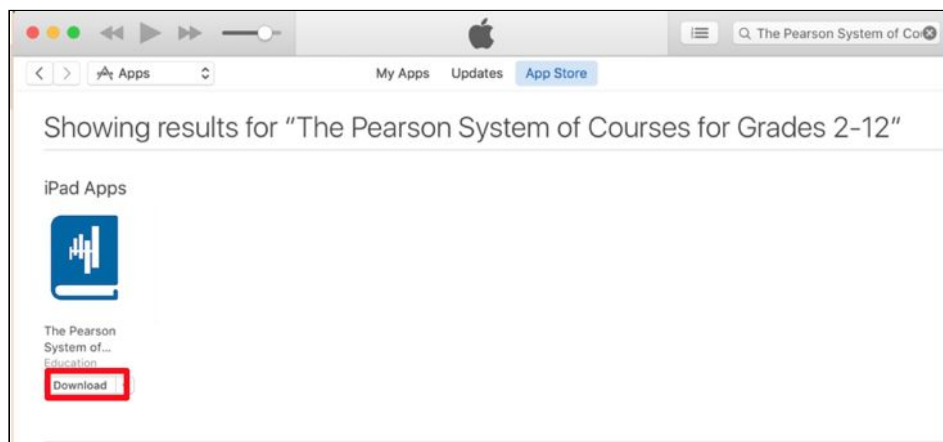 The Pearson System of Co
Apps
My Apps Updates App Store
Showing results for “The Pearson System of Courses for Grades 2-12”
iPad Apps
The Pearson
System of...
Education
Download